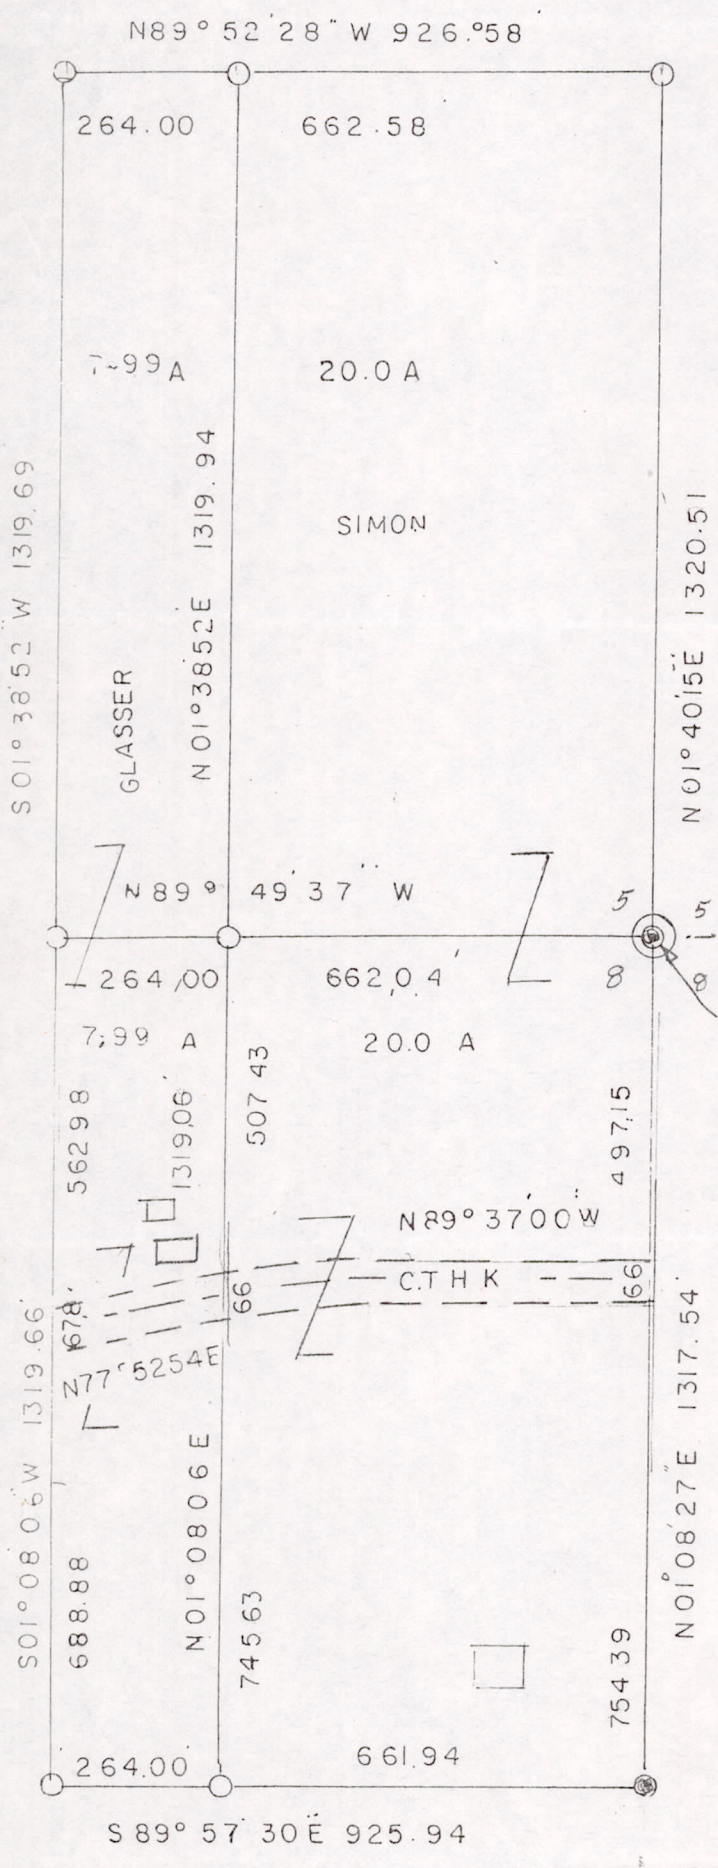 N89° 52' 28" W 926.°58
264.00
662.58
7-99 A
20.0 A
S 01° 38' 52" W 1319.69
GLASSER
N 01° 38' 52 E 1319.94
SIMON
N 01° 40' 15" E 1320.51
N 89° 49' 37" W
5
5
8
8
264,00
662,04'
7,99 A
20.0 A
562 98
1319,06
507 43
497.15
N 89° 37' 00" W
C.T H K
67.8'
66
66
N77° 52 54 E
S01° 08 06" W 1319.66'
N 01° 08 06 E
N 01° 08' 27" E 1317.54'
688.88
745 63
754 39
264.00
661.94
S 89° 57' 30" E 925.94